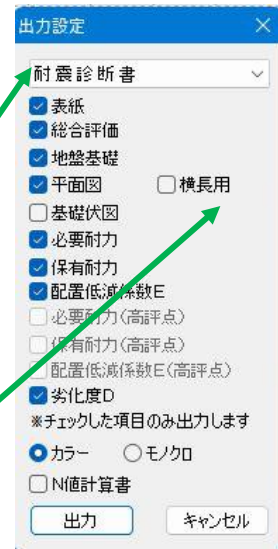 出力設定
耐震診断書
表紙
総合評価
地盤基礎
平面図 横長用
基礎伏図
必要耐力
保有耐力
配置低減係数E
必要耐力(高評点)
保有耐力(高評点)
配置低減係数E(高評点)
劣化度D
※チェックした項目のみ出力します
カラー モノクロ
N値計算書
出力 キャンセル